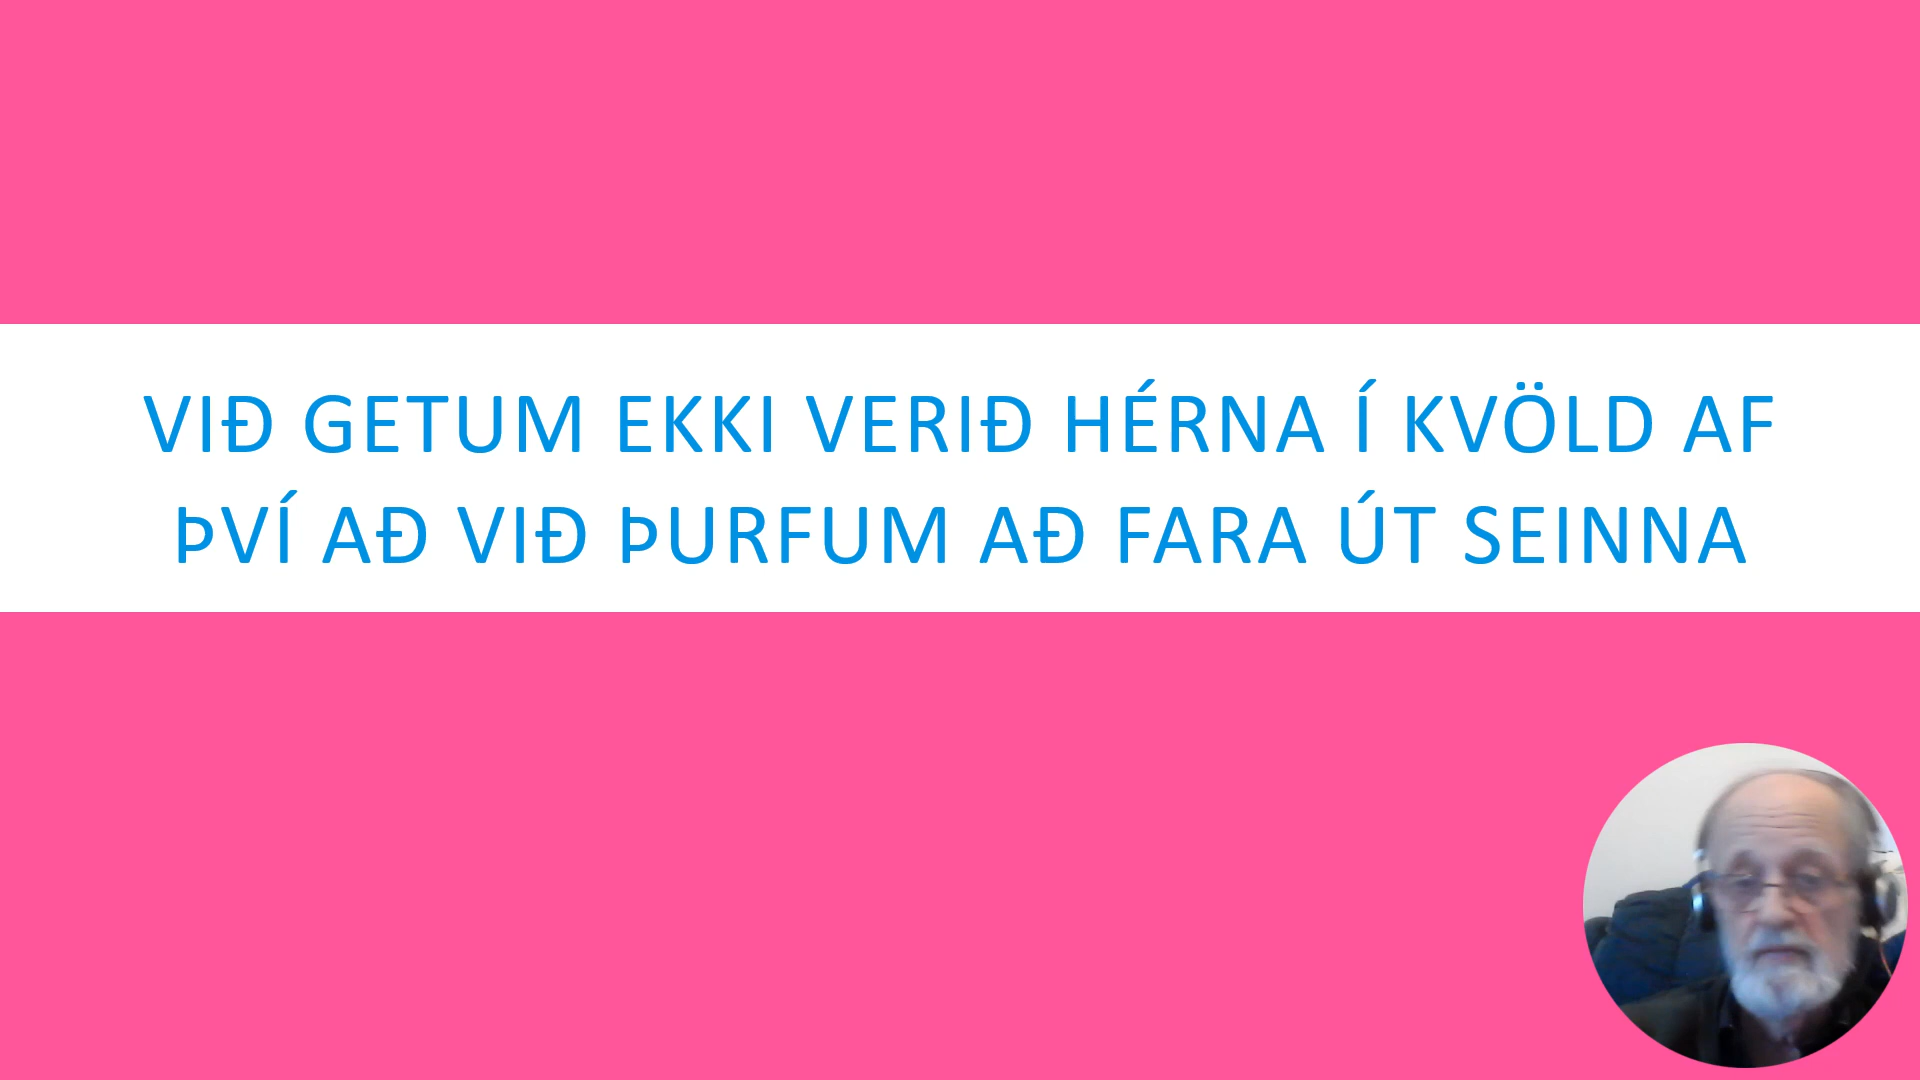 VIÐ GETUM EKKI VERIÐ HÉRNA Í KVÖLD AF
ÞVÍ AÐ VIÐ ÞURFUM AÐ FARA ÚT SEINNA